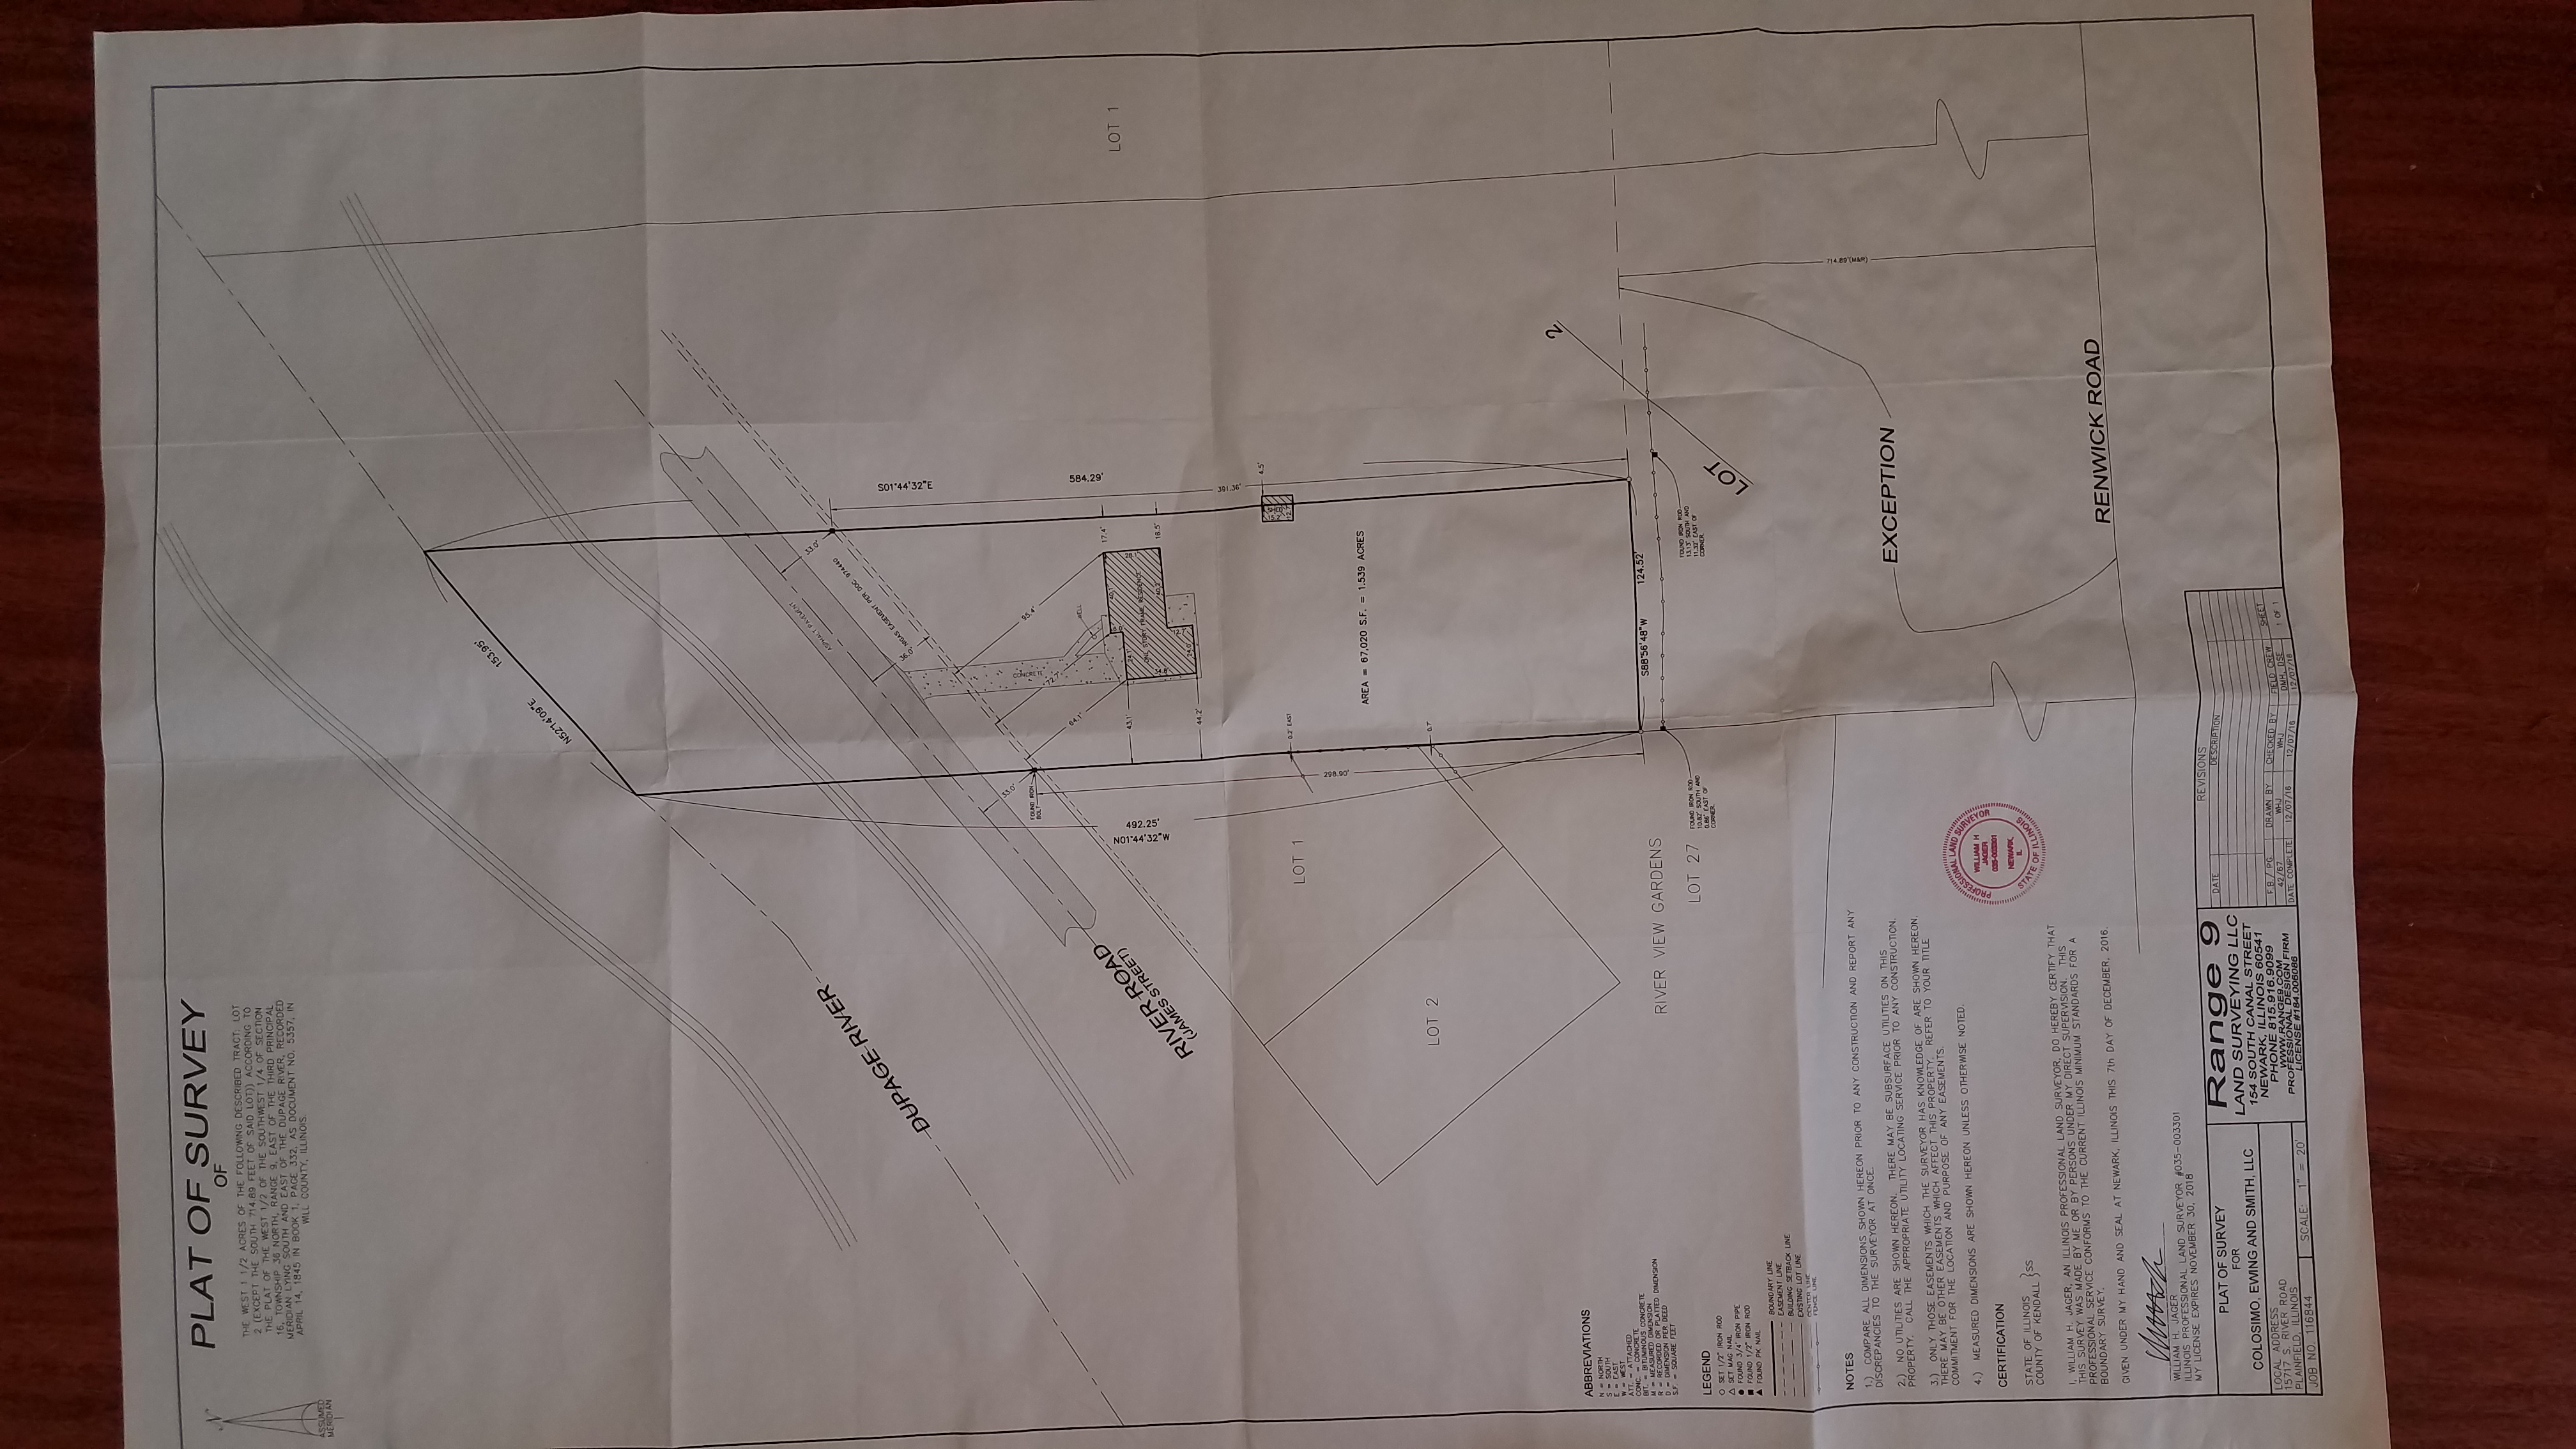 PLAT OF SURVEY
OF
THE WEST 1 1/2 ACRES OF THE FOLLOWING DESCRIBED TRACT: LOT
2 (EXCEPT THE SOUTH 714.89 FEET OF SAID LOT)) ACCORDING TO
THE PLAT OF THE WEST 1/2 OF THE SOUTHWEST 1/4 OF SECTION
16, TOWNSHIP 36 NORTH, RANGE 9, EAST OF THE THIRD PRINCIPAL
MERIDIAN LYING SOUTH AND EAST OF THE DUPAGE RIVER, RECORDED
APRIL 14, 1845 IN BOOK 1, PAGE 332, AS DOCUMENT NO. 5357, IN
WILL COUNTY, ILLINOIS.
N
ASSUMED
MERIDIAN
153.95'
N52°14'09"E
DUPAGE RIVER
ASPHALT PAVEMENT
33.0'
NIGAS EASEMENT PER DOC. 974440
36.0'
S01°44'32"E
33.0'
FOUND IRON
BOLT
CONCRETE
95.4'
64.1'
WELL
584.29'
RIVER ROAD
(JAMES STREET)
492.25'
N01°44'32"W
43.1'
40.1'
17.4'
ONE STORY FRAME RESIDENCE
40.2'
18.5'
24.0'
44.2'
391.36'
4.5'
LOT 1
LOT 1
0.2' EAST
298.90'
AREA = 67,020 S.F. = 1.539 ACRES
LOT 2
0.7'
S88°56'48"W 124.52'
RIVER VIEW GARDENS
LOT 27
FOUND IRON ROD
10.82' SOUTH AND
0.86' EAST OF
CORNER.
FOUND IRON ROD
13.13' SOUTH AND
11.32' EAST OF
CORNER.
LOT 2
714.89'(M&R)
EXCEPTION
RENWICK ROAD
ABBREVIATIONS
N = NORTH
S = SOUTH
E = EAST
W = WEST
ATT. = ATTACHED
CONC. = CONCRETE
BIT. = BITUMINOUS CONCRETE
M = MEASURED DIMENSION
R = RECORDED OR PLATTED DIMENSION
D = DIMENSION PER DEED
S.F. = SQUARE FEET
LEGEND
SET 1/2" IRON ROD
SET MAG NAIL
FOUND 3/4" IRON PIPE
FOUND 1/2" IRON ROD
FOUND PK NAIL
BOUNDARY LINE
EASEMENT LINE
BUILDING SETBACK LINE
EXISTING LOT LINE
CENTER LINE
FENCE LINE
NOTES
1.) COMPARE ALL DIMENSIONS SHOWN HEREON PRIOR TO ANY CONSTRUCTION AND REPORT ANY
DISCREPANCIES TO THE SURVEYOR AT ONCE.
2.) NO UTILITIES ARE SHOWN HEREON. THERE MAY BE SUBSURFACE UTILITIES ON THIS
PROPERTY. CALL THE APPROPRIATE UTILITY LOCATING SERVICE PRIOR TO ANY CONSTRUCTION.
3.) ONLY THOSE EASEMENTS WHICH THE SURVEYOR HAS KNOWLEDGE OF ARE SHOWN HEREON.
THERE MAY BE OTHER EASEMENTS WHICH AFFECT THIS PROPERTY. REFER TO YOUR TITLE
COMMITMENT FOR THE LOCATION AND PURPOSE OF ANY EASEMENTS.
4.) MEASURED DIMENSIONS ARE SHOWN HEREON UNLESS OTHERWISE NOTED.
CERTIFICATION
STATE OF ILLINOIS
COUNTY OF KENDALL }SS
I, WILLIAM H. JAGER, AN ILLINOIS PROFESSIONAL LAND SURVEYOR, DO HEREBY CERTIFY THAT
THIS SURVEY WAS MADE BY ME OR BY PERSONS UNDER MY DIRECT SUPERVISION. THIS
PROFESSIONAL SERVICE CONFORMS TO THE CURRENT ILLINOIS MINIMUM STANDARDS FOR A
BOUNDARY SURVEY.
GIVEN UNDER MY HAND AND SEAL AT NEWARK, ILLINOIS THIS 7th DAY OF DECEMBER, 2016.
WILLIAM H. JAGER
ILLINOIS PROFESSIONAL LAND SURVEYOR #035-003301
MY LICENSE EXPIRES NOVEMBER 30, 2018
PROFESSIONAL LAND SURVEYOR
WILLIAM H
JAGER
035-003301
NEWARK,
IL
STATE OF ILLINOIS
PLAT OF SURVEY
FOR
COLOSIMO, EWING AND SMITH, LLC
LOCAL ADDRESS
15717 S. RIVER ROAD
PLAINFIELD, ILLINOIS
JOB NO. 116844
SCALE: 1" = 20'
Range 9
LAND SURVEYING LLC
154 SOUTH CANAL STREET
NEWARK, ILLINOIS 60541
PHONE 815.916.9099
WWW.RANGE9.COM
PROFESSIONAL DESIGN FIRM
LICENSE #184.006086
REVISIONS
DATE DESCRIPTION
F.B./ PG. DRAWN BY CHECKED BY FIELD CREW SHEET
42/57 WHJ WHJ DMH, DSE 1 OF 1
DATE COMPLETE 12/07/16 12/07/16 12/07/16